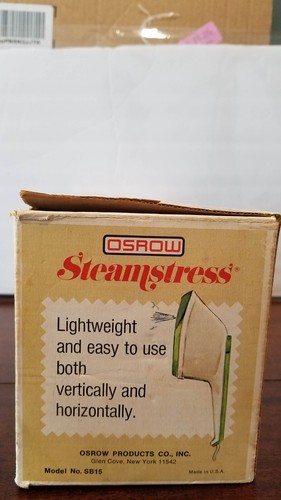 OSROW
Steamstress®
Lightweight
and easy to use
both
vertically and
horizontally.
OSROW PRODUCTS CO., INC.
Glen Cove, New York 11542
Model No. SB15
Made in U.S.A.